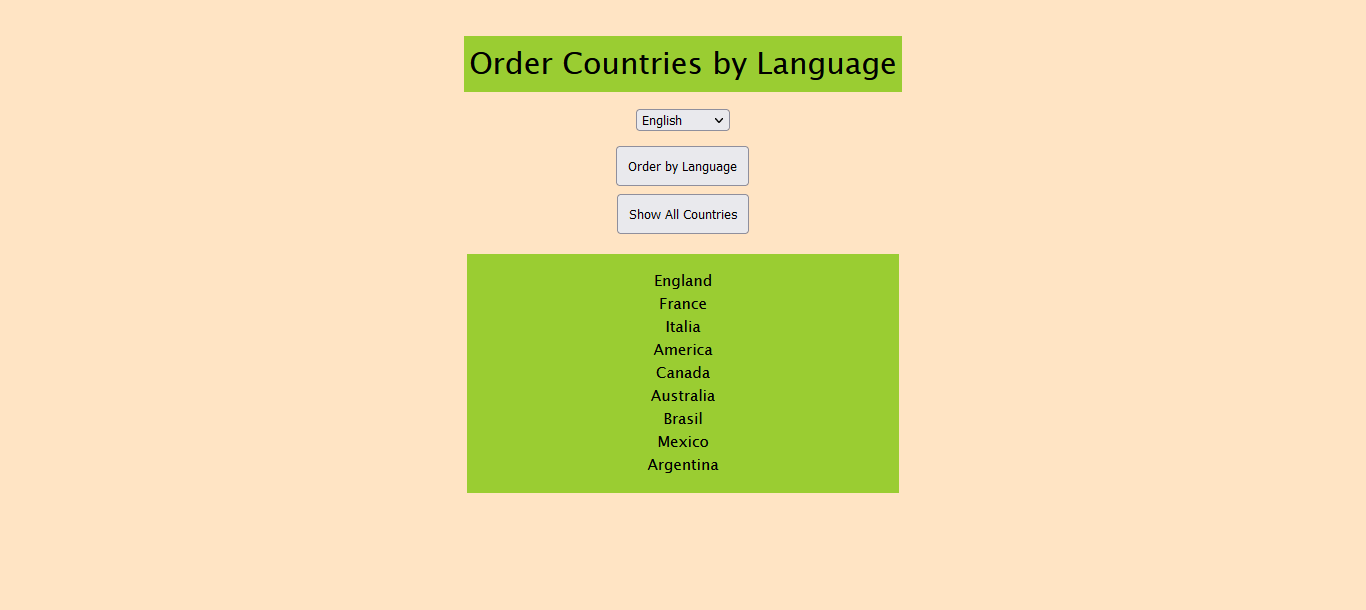 Order Countries by Language
English
Order by Language
Show All Countries
England
France
Italia
America
Canada
Australia
Brasil
Mexico
Argentina